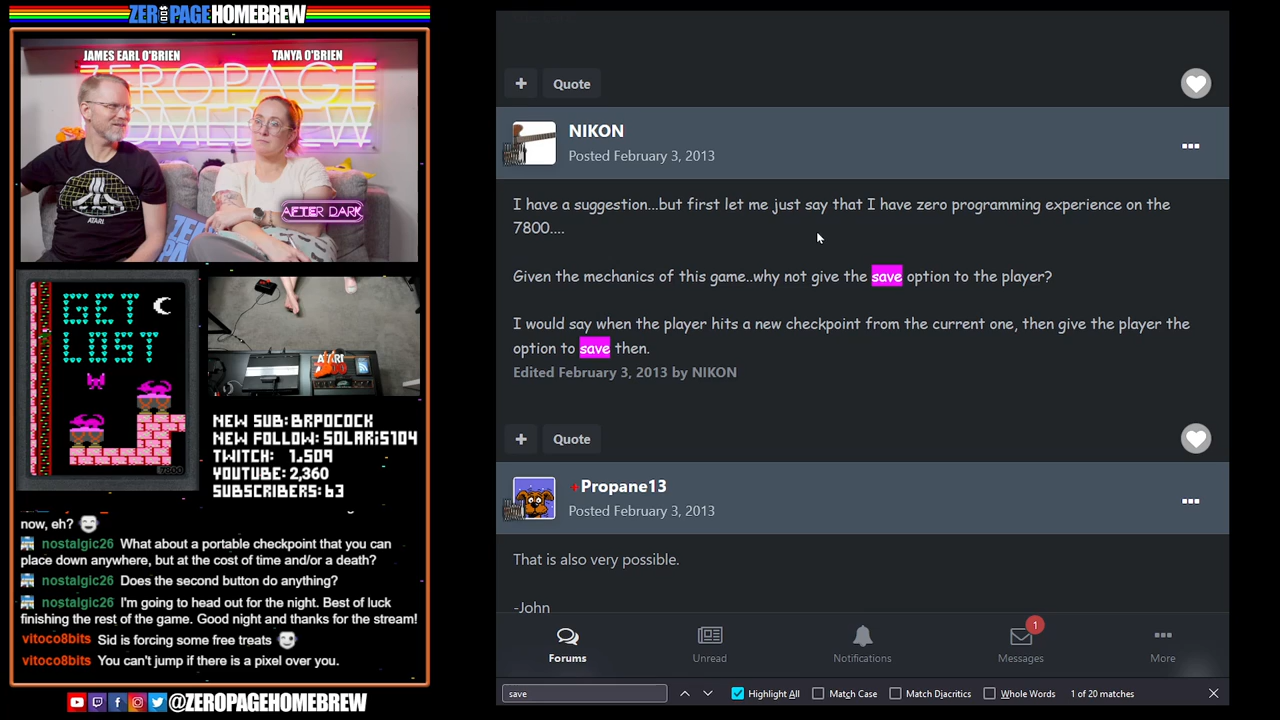 ZEROPAGE HOMEBREW
JAMES EARL O'BRIEN
TANYA O'BRIEN
ZEROPAGE
ATARI
AFTER DARK
GET
LOST
ATARI
NEW SUB: BRPOCOCK
NEW FOLLOW: SOLARIS104
TWITCH: 1,509
YOUTUBE: 2,360
SUBSCRIBERS: 63
now, eh?
nostalgic26 What about a portable checkpoint that you can
place down anywhere, but at the cost of time and/or a death?
nostalgic26 Does the second button do anything?
nostalgic26 I'm going to head out for the night. Best of luck
finishing the rest of the game. Good night and thanks for the stream!
vitoco8bits Sid is forcing some free treats
vitoco8bits You can't jump if there is a pixel over you.
@ZEROPAGEHOMEBREW
+ Quote
NIKON
Posted February 3, 2013
I have a suggestion...but first let me just say that I have zero programming experience on the
7800....
Given the mechanics of this game..why not give the save option to the player?
I would say when the player hits a new checkpoint from the current one, then give the player the
option to save then.
Edited February 3, 2013 by NIKON
+ Quote
+Propane13
Posted February 3, 2013
That is also very possible.
-John
1
Forums Unread Notifications Messages More
save Highlight All Match Case Match Diacritics Whole Words 1 of 20 matches